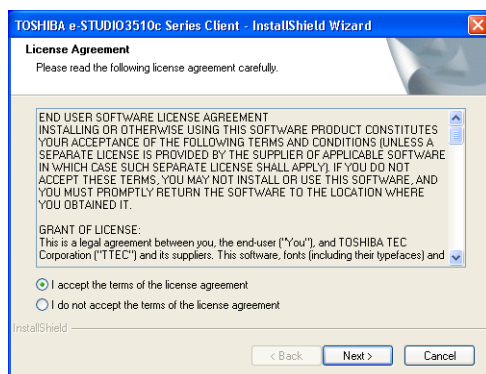 TOSHIBA e-STUDIO3510c Series Client - InstallShield Wizard
License Agreement
Please read the following license agreement carefully.
END USER SOFTWARE LICENSE AGREEMENT
INSTALLING OR OTHERWISE USING THIS SOFTWARE PRODUCT CONSTITUTES
YOUR ACCEPTANCE OF THE FOLLOWING TERMS AND CONDITIONS (UNLESS A
SEPARATE LICENSE IS PROVIDED BY THE SUPPLIER OF APPLICABLE SOFTWARE
IN WHICH CASE SUCH SEPARATE LICENSE SHALL APPLY). IF YOU DO NOT
ACCEPT THESE TERMS, YOU MAY NOT INSTALL OR USE THIS SOFTWARE, AND
YOU MUST PROMPTLY RETURN THE SOFTWARE TO THE LOCATION WHERE
YOU OBTAINED IT.
GRANT OF LICENSE:
This is a legal agreement between you, the end-user ("You"), and TOSHIBA TEC
Corporation ("TTEC") and its suppliers. This software, fonts (including their typefaces) and
I accept the terms of the license agreement
I do not accept the terms of the license agreement
InstallShield
< Back
Next >
Cancel